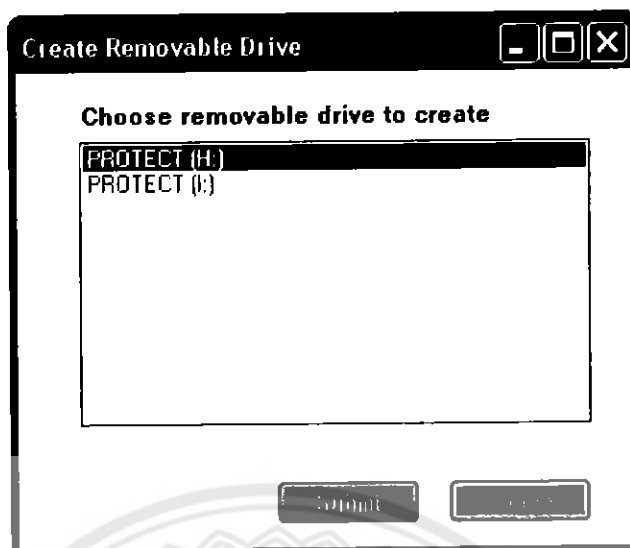 Create Removable Drive
Choose removable drive to create
PROTECT (H:)
PROTECT (I:)
Submit